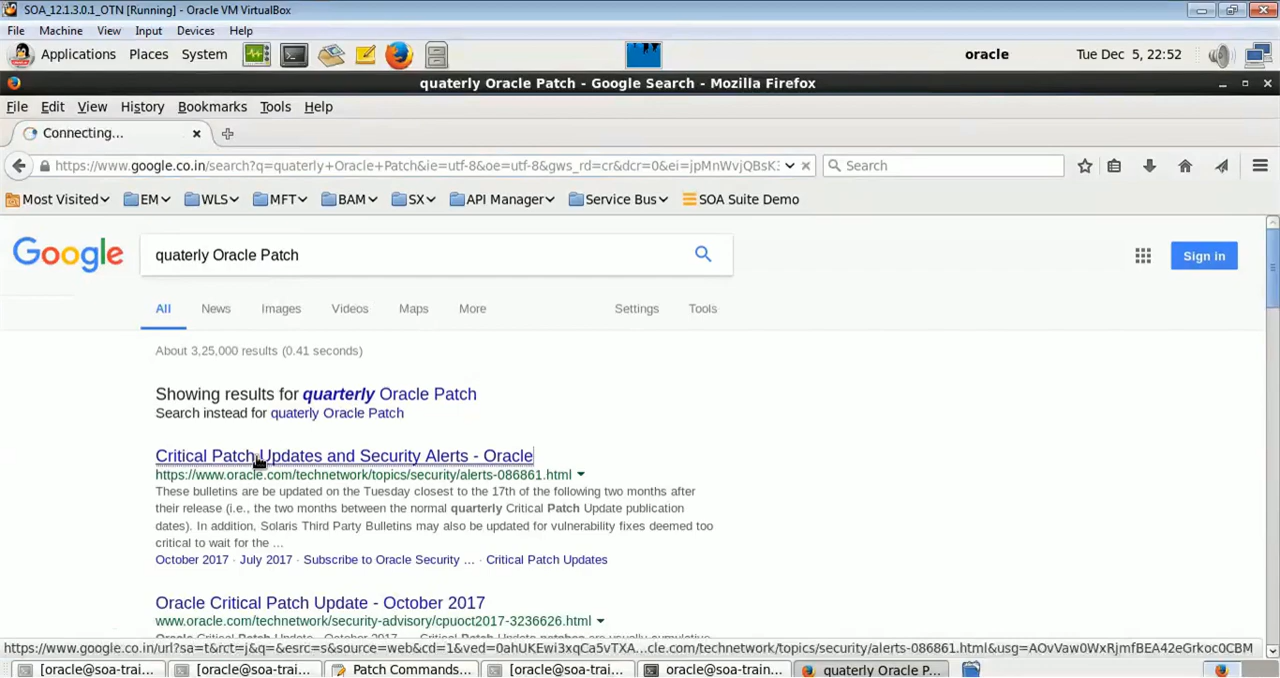 SOA_12.1.3.0.1_OTN [Running] - Oracle VM VirtualBox
File Machine View Input Devices Help
Applications Places System oracle Tue Dec 5, 22:52
quaterly Oracle Patch - Google Search - Mozilla Firefox
File Edit View History Bookmarks Tools Help
Connecting...
https://www.google.co.in/search?q=quaterly+Oracle+Patch&ie=utf-8&oe=utf-8&gws_rd=cr&dcr=0&ei=jpMnWvjQBsK: Search
Most Visited EM WLS MFT BAM SX API Manager Service Bus SOA Suite Demo
Google quaterly Oracle Patch Sign in
All News Images Videos Maps More Settings Tools
About 3,25,000 results (0.41 seconds)
Showing results for quarterly Oracle Patch
Search instead for quaterly Oracle Patch
Critical Patch Updates and Security Alerts - Oracle
https://www.oracle.com/technetwork/topics/security/alerts-086861.html
These bulletins are be updated on the Tuesday closest to the 17th of the following two months after
their release (i.e., the two months between the normal quarterly Critical Patch Update publication
dates). In addition, Solaris Third Party Bulletins may also be updated for vulnerability fixes deemed too
critical to wait for the ...
October 2017 · July 2017 · Subscribe to Oracle Security ... · Critical Patch Updates
Oracle Critical Patch Update - October 2017
www.oracle.com/technetwork/security-advisory/cpuoct2017-3236626.html
https://www.google.co.in/url?sa=t&rct=j&q=&esrc=s&source=web&cd=1&ved=0ahUKEwi3xqCa5vTXA...cle.com/technetwork/topics/security/alerts-086861.html&usg=AOvVaw0WxRjmfBEA42eGrkoc0CBM
[oracle@soa-trai... [oracle@soa-trai... Patch Commands... [oracle@soa-trai... oracle@soa-train... quaterly Oracle P...